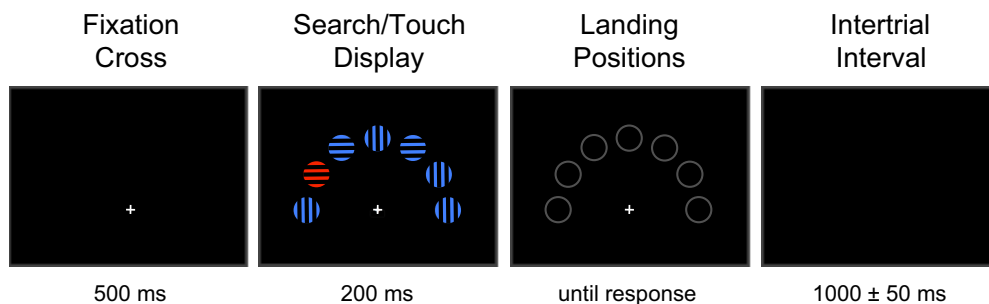 Fixation
Cross
Search/Touch
Display
Landing
Positions
Intertrial
Interval
500 ms
200 ms
until response
1000 ± 50 ms